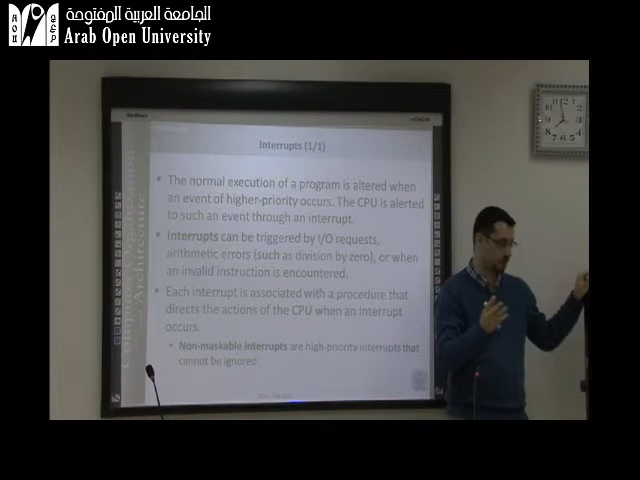 الجامعة العربية المفتوحة
Arab Open University
AOU
Interrupts (1/1)
The normal execution of a program is altered when
an event of higher-priority occurs. The CPU is alerted
to such an event through an interrupt.
Interrupts can be triggered by I/O requests,
arithmetic errors (such as division by zero), or when
an invalid instruction is encountered.
Each interrupt is associated with a procedure that
directs the actions of the CPU when an interrupt
occurs.
Non-maskable interrupts are high-priority interrupts that
cannot be ignored
Computer Organization
Architecture